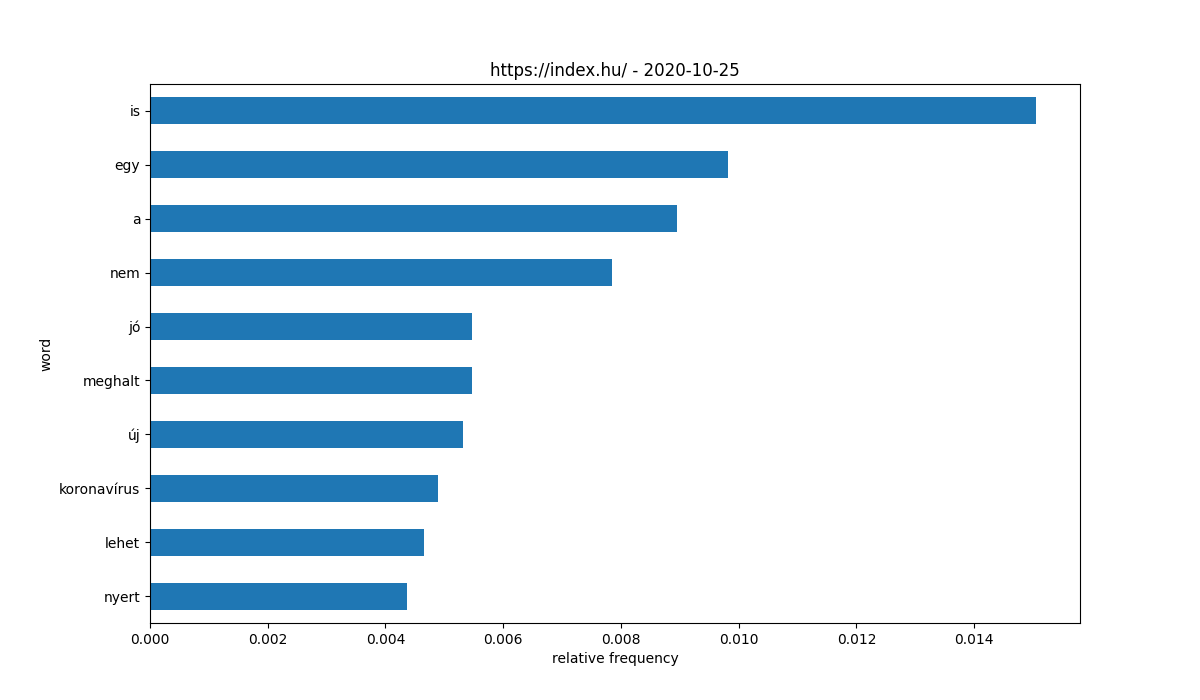 https://index.hu/ - 2020-10-25
is
egy
a
nem
jó
meghalt
új
koronavírus
lehet
nyert
word
0.000 0.002 0.004 0.006 0.008 0.010 0.012 0.014
relative frequency